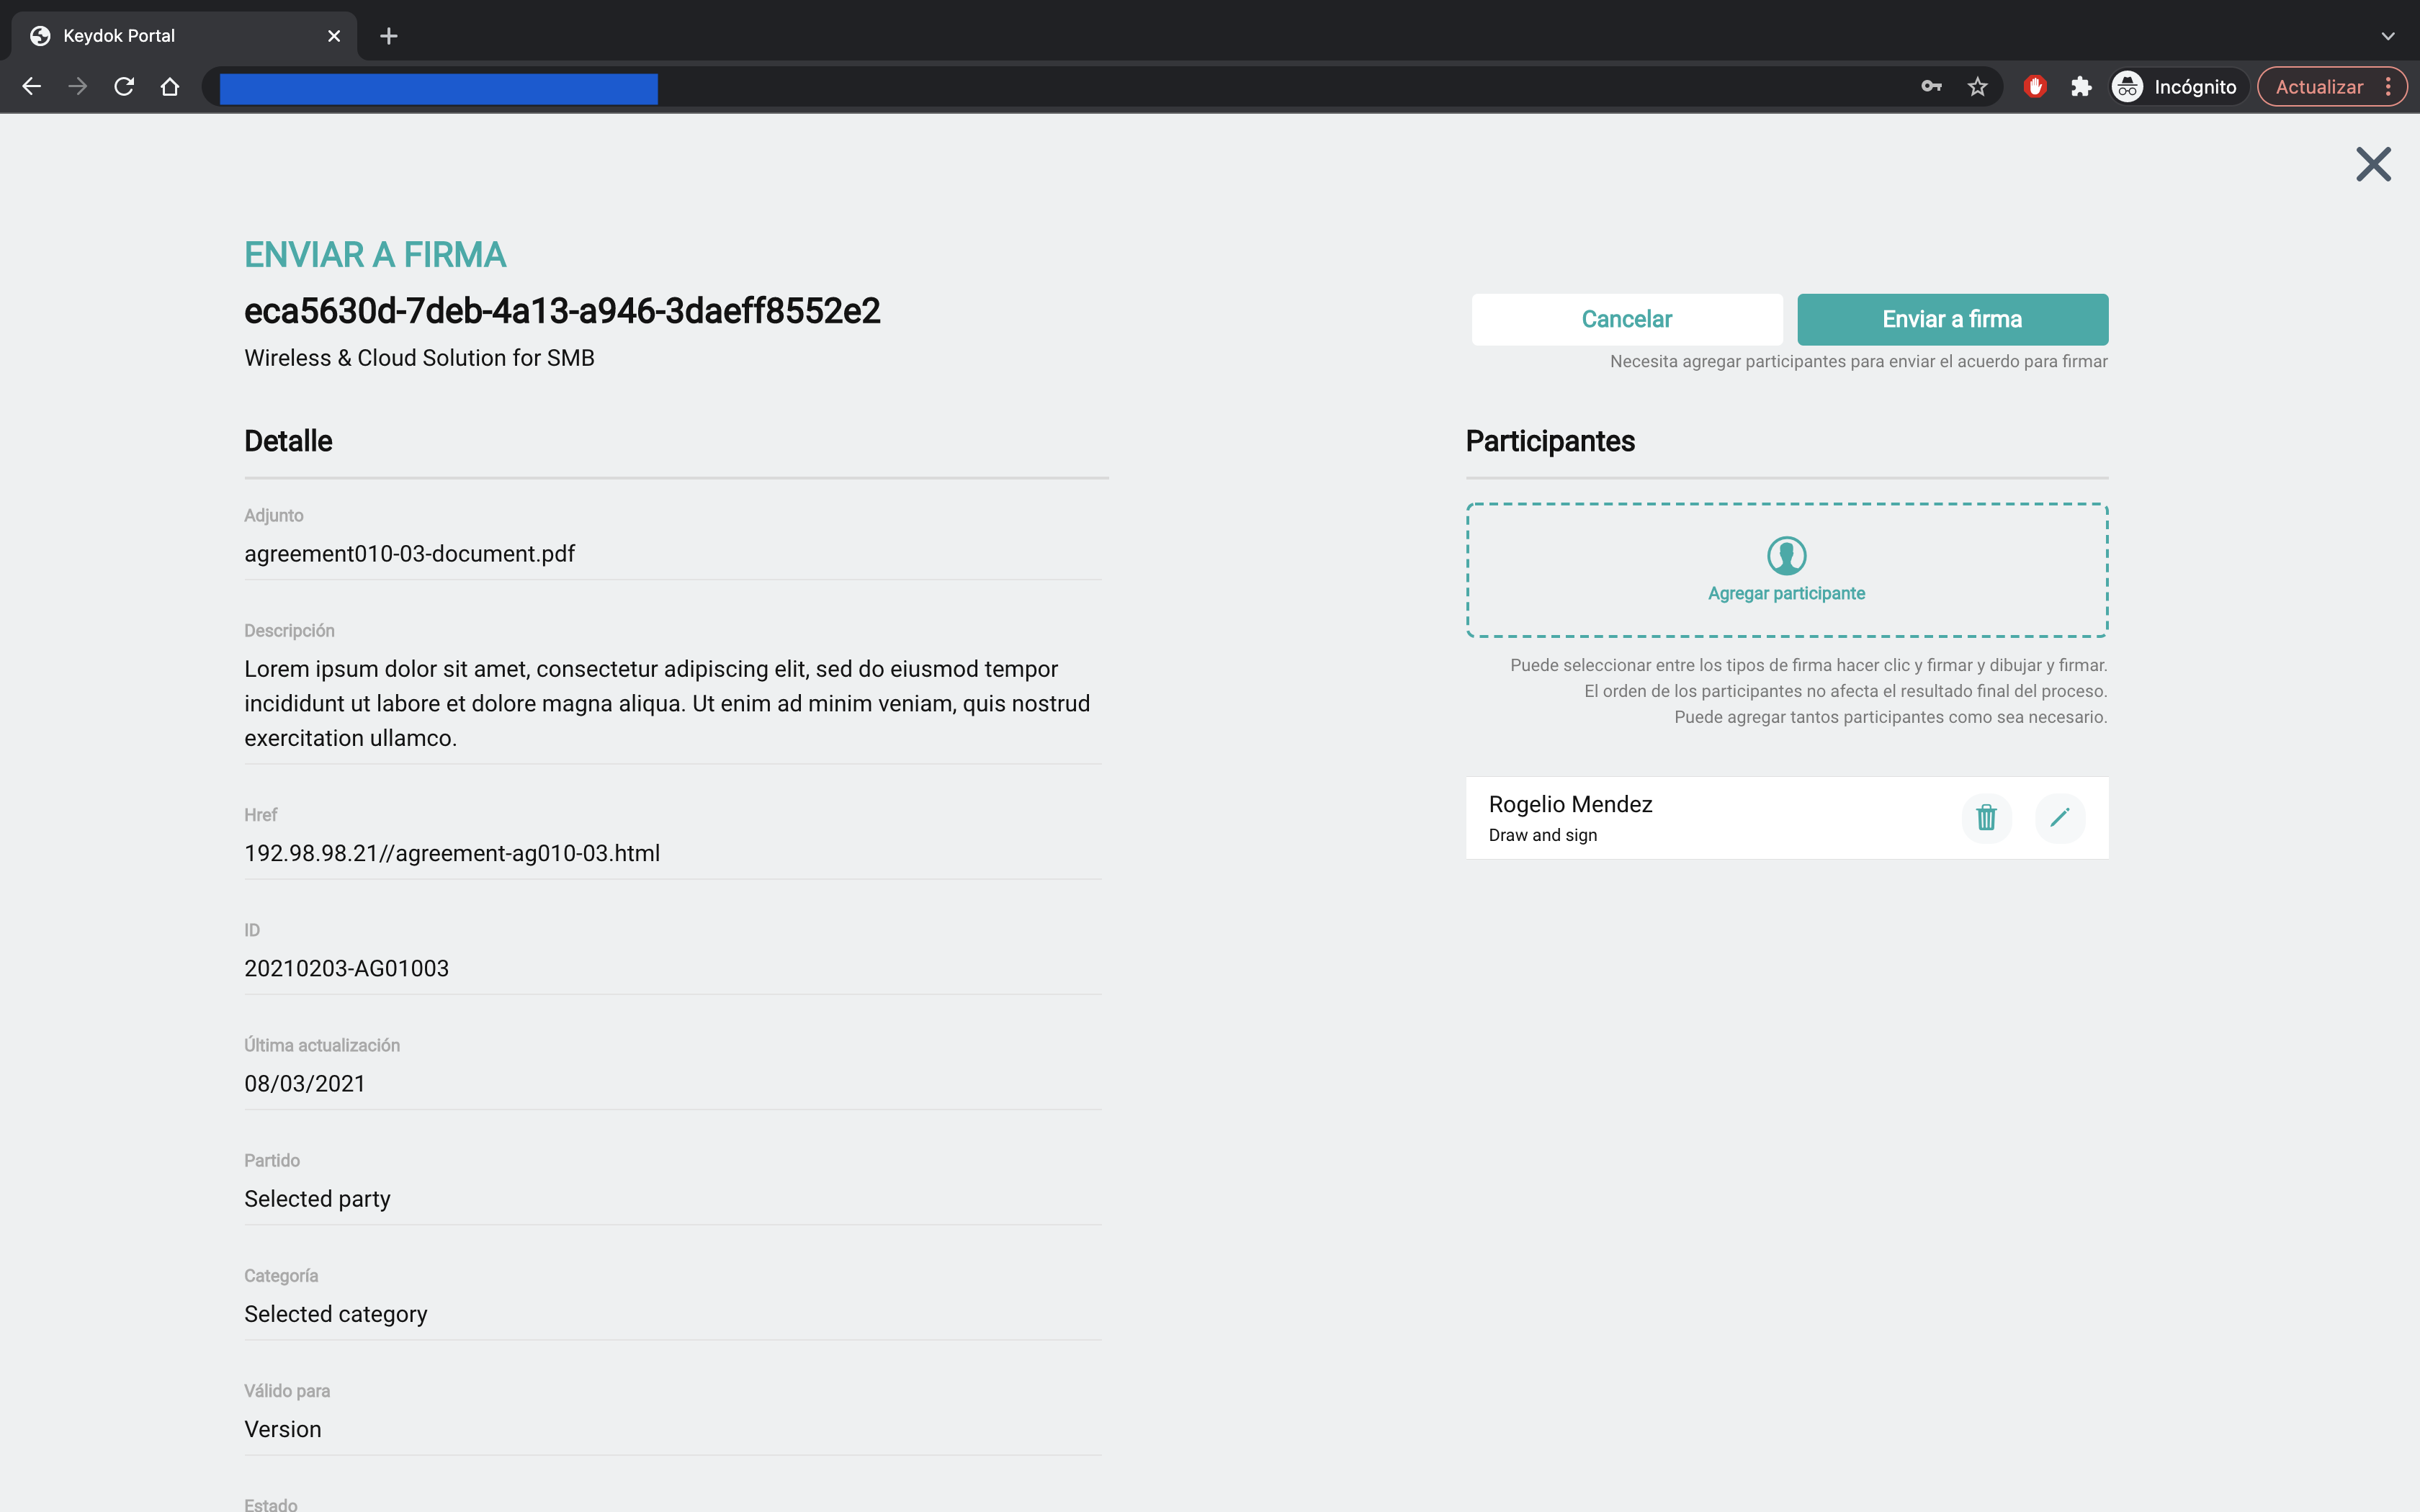 Keydok Portal
Incógnito
Actualizar
ENVIAR A FIRMA
eca5630d-7deb-4a13-a946-3daeff8552e2
Wireless & Cloud Solution for SMB
Cancelar
Enviar a firma
Necesita agregar participantes para enviar el acuerdo para firmar
Detalle
Adjunto
agreement010-03-document.pdf
Descripción
Lorem ipsum dolor sit amet, consectetur adipiscing elit, sed do eiusmod tempor
incididunt ut labore et dolore magna aliqua. Ut enim ad minim veniam, quis nostrud
exercitation ullamco.
Href
192.98.98.21//agreement-ag010-03.html
ID
20210203-AG01003
Última actualización
08/03/2021
Partido
Selected party
Categoría
Selected category
Válido para
Version
Estado
Participantes
Agregar participante
Puede seleccionar entre los tipos de firma hacer clic y firmar y dibujar y firmar.
El orden de los participantes no afecta el resultado final del proceso.
Puede agregar tantos participantes como sea necesario.
Rogelio Mendez
Draw and sign